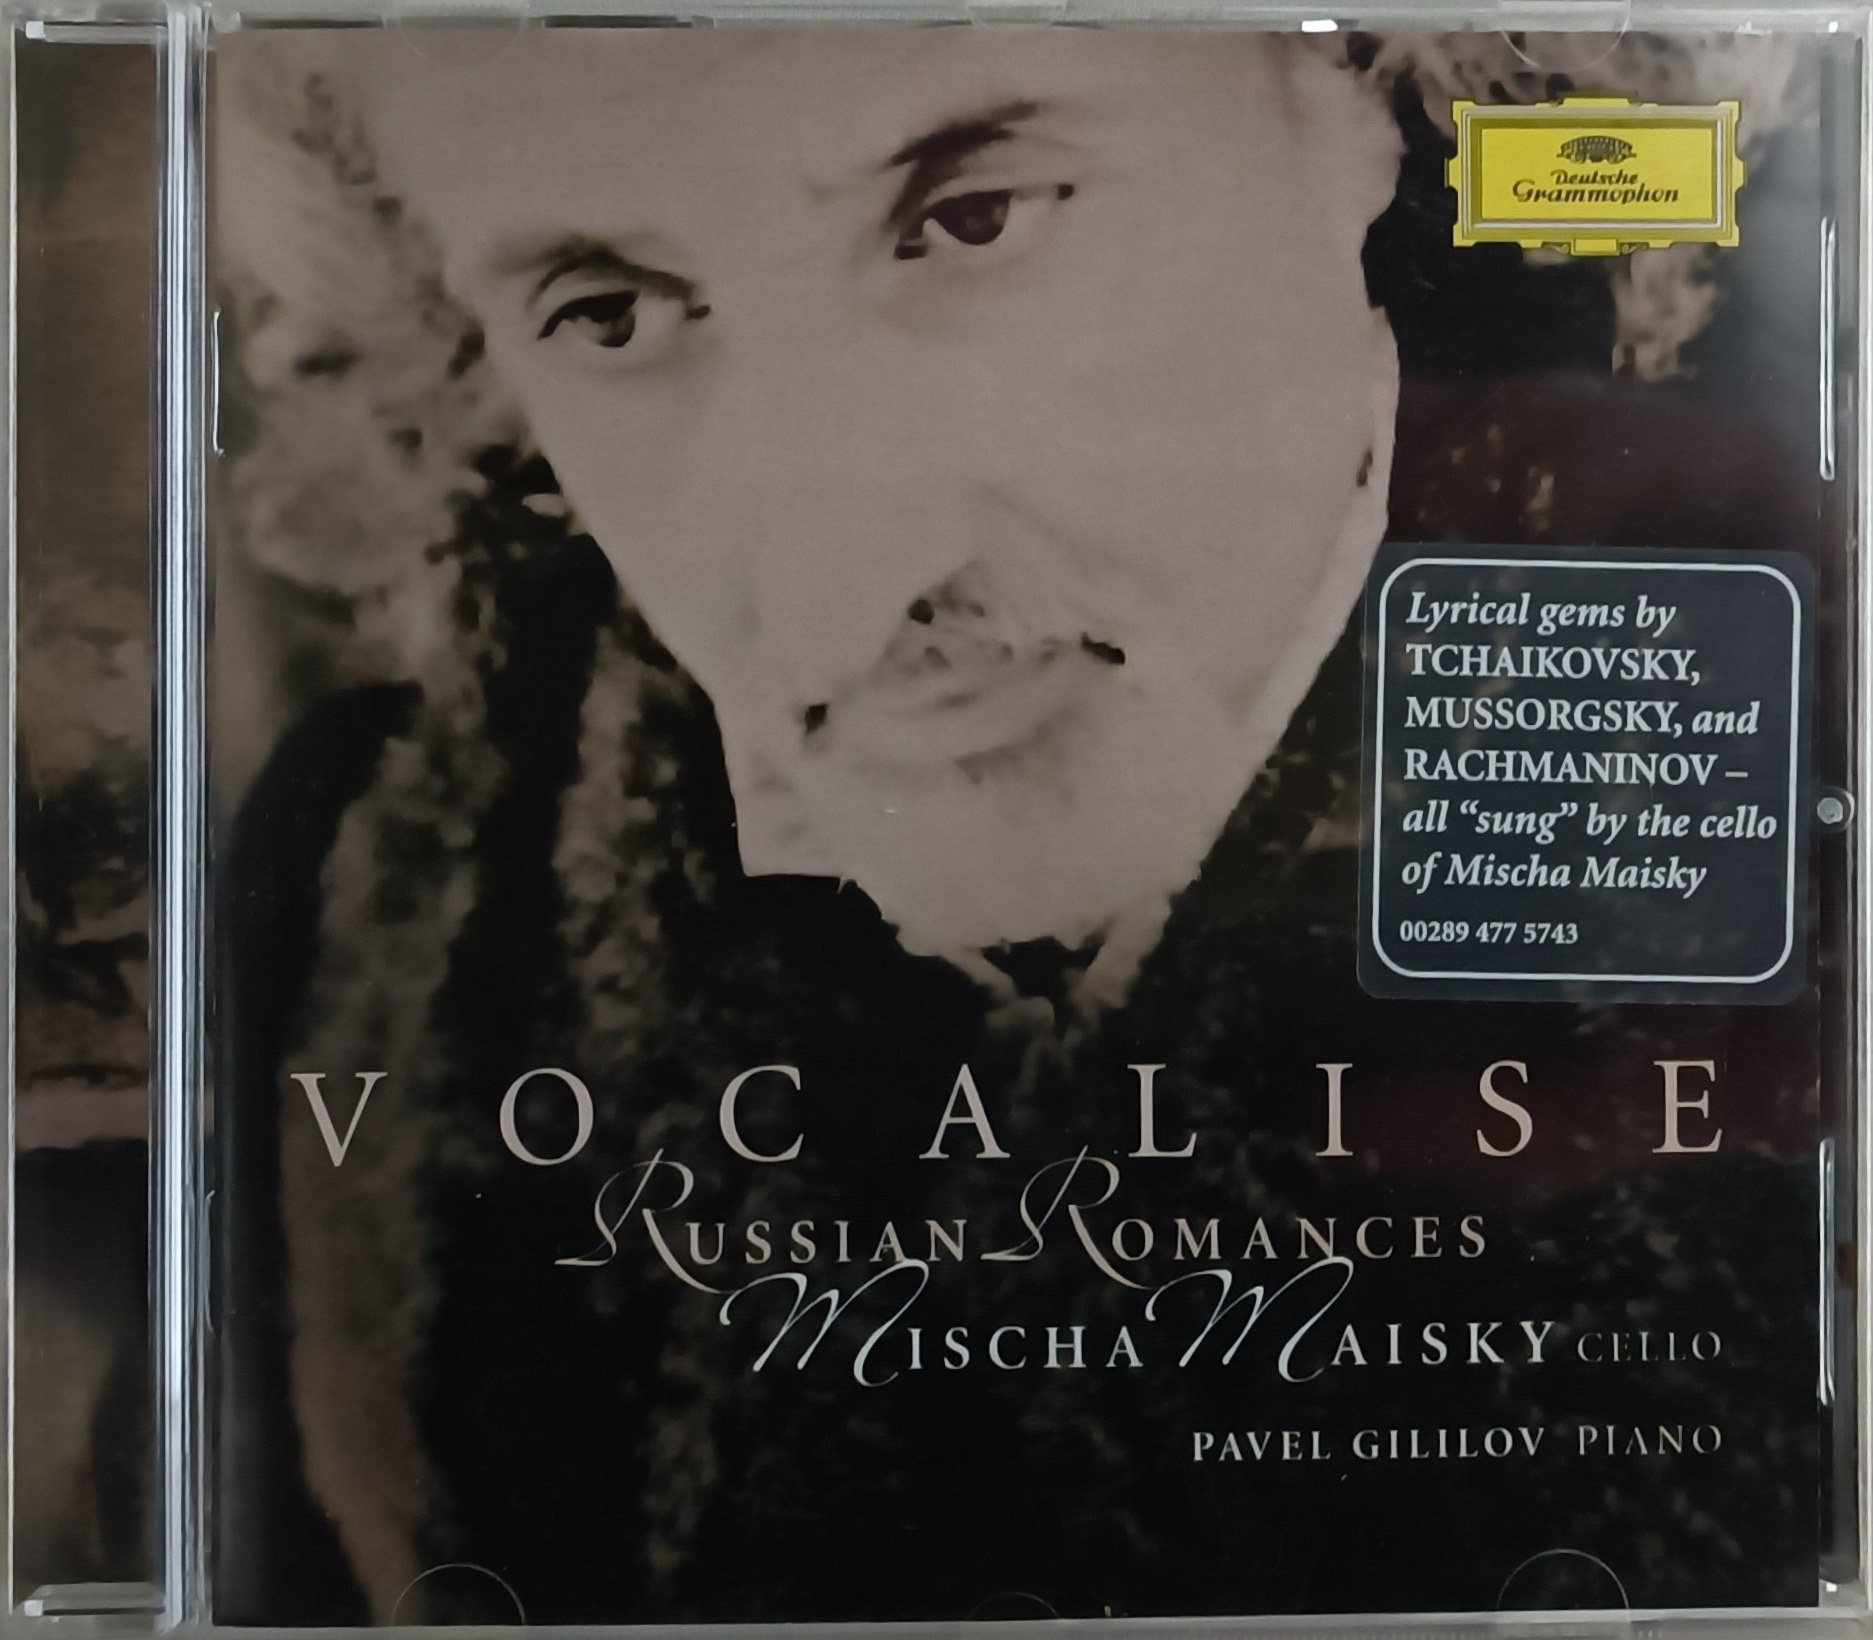 Deutsche
Grammophon
Lyrical gems by
TCHAIKOVSKY,
MUSSORGSKY, and
RACHMANINOV –
all “sung” by the cello
of Mischa Maisky
00289 477 5743
VOCALISE
RUSSIAN ROMANCES
MISCHA MAISKY CELLO
PAVEL GILILOV PIANO